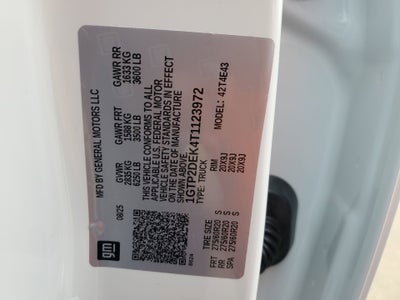 MFD BY GENERAL MOTORS LLC
08/25 GVWR GAWR FRT GAWR RR
2835 KG 1588 KG 1633 KG
6250 LB 3500 LB 3600 LB
THIS VEHICLE CONFORMS TO ALL
APPLICABLE U.S. FEDERAL MOTOR
VEHICLE SAFETY STANDARDS IN EFFECT
ON THE DATE OF MANUFACTURE
1GTP2DEK4T1123972
TYPE: TRUCK MODEL: 42T4E43
TIRE SIZE RIM
FRT 275/60R20 S 20X9J
RR 275/60R20 S 20X9J
SPA 275/60R20 S 20X9J
gm